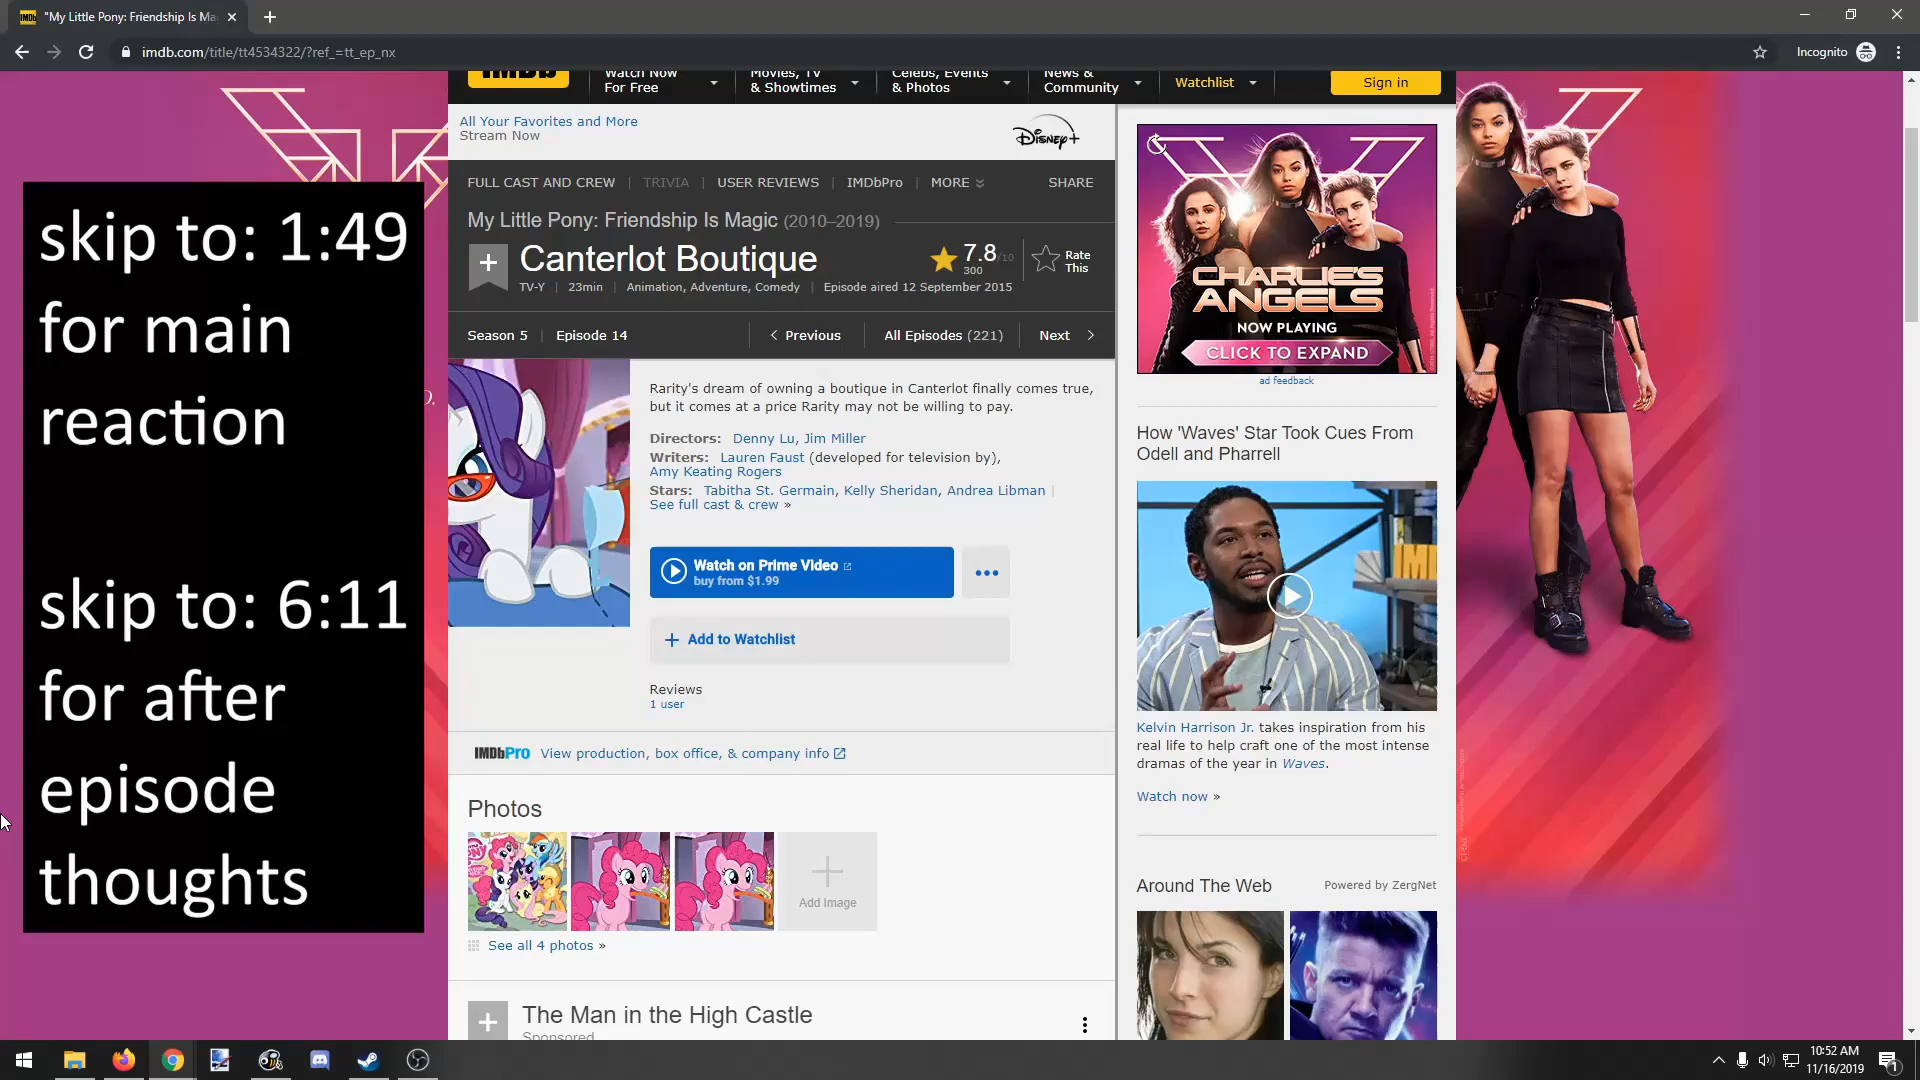 "My Little Pony: Friendship Is Ma
imdb.com/title/tt4534322/?ref_=tt_ep_nx
Incognito
IMDb
Watch Now
For Free
Movies, TV
& Showtimes
Celebs, Events
& Photos
News &
Community
Watchlist
Sign in
All Your Favorites and More
Stream Now
Disney+
FULL CAST AND CREW | TRIVIA | USER REVIEWS | IMDbPro | MORE
SHARE
My Little Pony: Friendship Is Magic (2010–2019)
+ Canterlot Boutique
7.8/10
300
Rate
This
TV-Y | 23min | Animation, Adventure, Comedy | Episode aired 12 September 2015
Season 5 | Episode 14
Previous
All Episodes (221)
Next
Rarity's dream of owning a boutique in Canterlot finally comes true,
but it comes at a price Rarity may not be willing to pay.
Directors: Denny Lu, Jim Miller
Writers: Lauren Faust (developed for television by),
Amy Keating Rogers
Stars: Tabitha St. Germain, Kelly Sheridan, Andrea Libman |
See full cast & crew »
Watch on Prime Video
buy from $1.99
+ Add to Watchlist
Reviews
1 user
IMDbPro View production, box office, & company info
Photos
Add Image
See all 4 photos »
The Man in the High Castle
Sponsored
skip to: 1:49
for main
reaction
skip to: 6:11
for after
episode
thoughts
CHARLIE'S
ANGELS
NOW PLAYING
CLICK TO EXPAND
ad feedback
How 'Waves' Star Took Cues From
Odell and Pharrell
Kelvin Harrison Jr. takes inspiration from his
real life to help craft one of the most intense
dramas of the year in Waves.
Watch now »
Around The Web
Powered by ZergNet
10:52 AM
11/16/2019
1